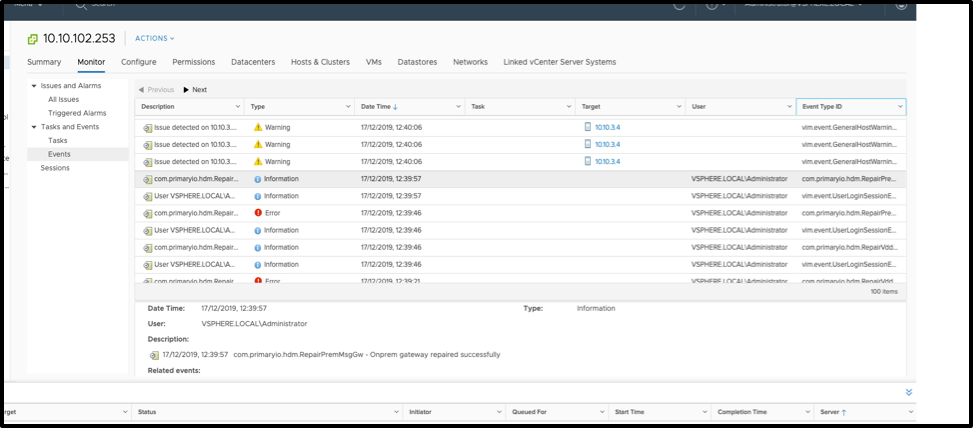 Menu Search Administrator@VSPHERE.LOCAL
10.10.102.253 ACTIONS
Summary Monitor Configure Permissions Datacenters Hosts & Clusters VMs Datastores Networks Linked vCenter Server Systems
Issues and Alarms
All Issues
Triggered Alarms
Tasks and Events
Tasks
Events
Sessions
Previous Next
Description Type Date Time Task Target User Event Type ID
Issue detected on 10.10.3.... Warning 17/12/2019, 12:40:06 10.10.3.4 vim.event.GeneralHostWarnin...
Issue detected on 10.10.3.... Warning 17/12/2019, 12:40:06 10.10.3.4 vim.event.GeneralHostWarnin...
Issue detected on 10.10.3.... Warning 17/12/2019, 12:40:06 10.10.3.4 vim.event.GeneralHostWarnin...
com.primaryio.hdm.Repair... Information 17/12/2019, 12:39:57 VSPHERE.LOCAL\Administrator com.primaryio.hdm.RepairPre...
User VSPHERE.LOCAL\A... Information 17/12/2019, 12:39:57 VSPHERE.LOCAL\Administrator vim.event.UserLoginSessionE...
com.primaryio.hdm.Repair... Error 17/12/2019, 12:39:46 VSPHERE.LOCAL\Administrator com.primaryio.hdm.RepairPre...
User VSPHERE.LOCAL\A... Information 17/12/2019, 12:39:46 VSPHERE.LOCAL\Administrator vim.event.UserLoginSessionE...
com.primaryio.hdm.Repair... Information 17/12/2019, 12:39:46 VSPHERE.LOCAL\Administrator com.primaryio.hdm.RepairVdd...
User VSPHERE.LOCAL\A... Information 17/12/2019, 12:39:46 VSPHERE.LOCAL\Administrator vim.event.UserLoginSessionE...
com.primaryio.hdm.Repair... Error 17/12/2019, 12:39:21 VSPHERE.LOCAL\Administrator com.primaryio.hdm.RepairVdd...
100 items
Date Time: 17/12/2019, 12:39:57 Type: Information
User: VSPHERE.LOCAL\Administrator
Description:
17/12/2019, 12:39:57 com.primaryio.hdm.RepairPremMsgGw - Onprem gateway repaired successfully
Related events:
rget Status Initiator Queued For Start Time Completion Time Server